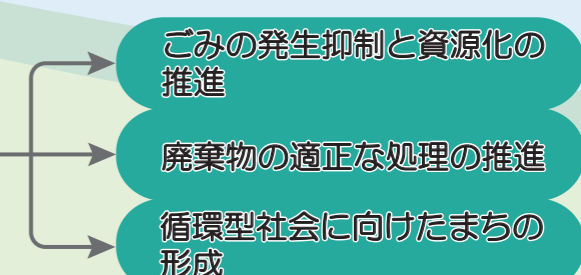 ごみの発生抑制と資源化の
推進
廃棄物の適正な処理の推進
循環型社会に向けたまちの
形成